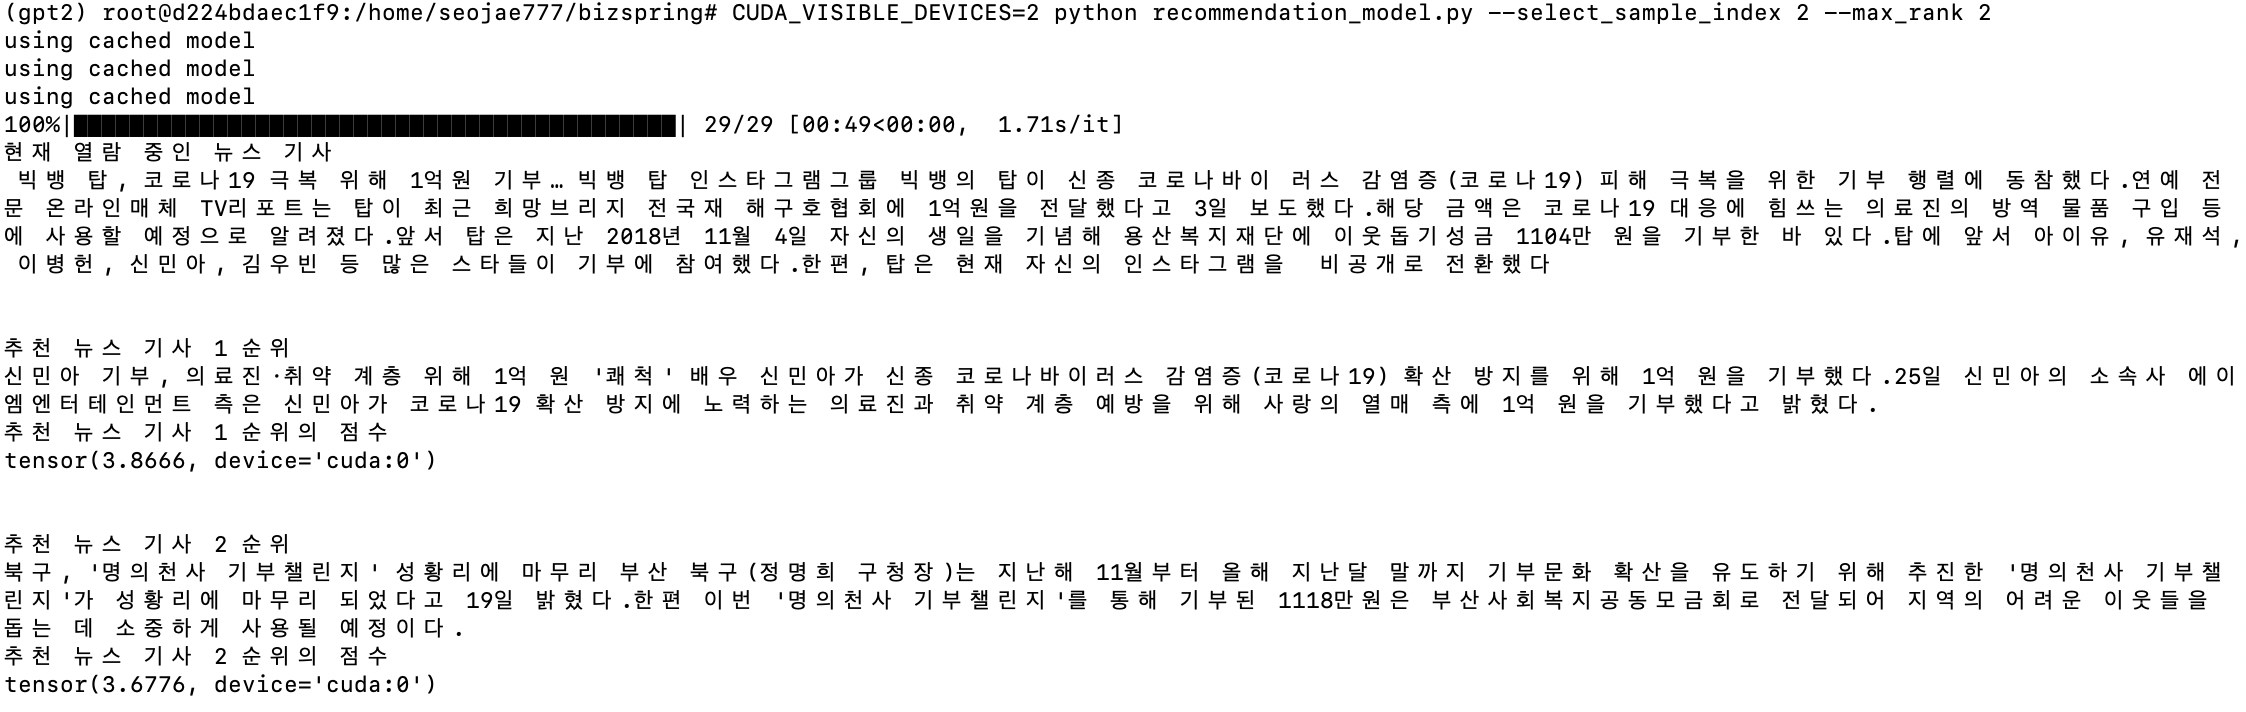 (gpt2) root@d224bdaec1f9:/home/seojae777/bizspring# CUDA_VISIBLE_DEVICES=2 python recommendation_model.py --select_sample_index 2 --max_rank 2
using cached model
using cached model
using cached model
100%|███████████████████████████████████████████| 29/29 [00:49<00:00,  1.71s/it]
현재 열람 중인 뉴스 기사
빅뱅 탑, 코로나19 극복 위해 1억원 기부… 빅뱅 탑 인스타그램그룹 빅뱅의 탑이 신종 코로나바이 러스 감염증(코로나19) 피해 극복을 위한 기부 행렬에 동참했다.연예 전
문 온라인매체 TV리포트는 탑이 최근 희망브리지 전국재 해구호협회에 1억원을 전달했다고 3일 보도했다.해당 금액은 코로나19 대응에 힘쓰는 의료진의 방역 물품 구입 등
에 사용할 예정으로 알려졌다.앞서 탑은 지난 2018년 11월 4일 자신의 생일을 기념해 용산복지재단에 이웃돕기성금 1104만 원을 기부한 바 있다.탑에 앞서 아이유, 유재석,
이병헌, 신민아, 김우빈 등 많은 스타들이 기부에 참여했다.한편, 탑은 현재 자신의 인스타그램을  비공개로 전환했다
추천 뉴스 기사 1 순위
신민아 기부, 의료진·취약 계층 위해 1억 원 '쾌척' 배우 신민아가 신종 코로나바이러스 감염증(코로나19) 확산 방지를 위해 1억 원을 기부했다.25일 신민아의 소속사 에이
엠엔터테인먼트 측은 신민아가 코로나19 확산 방지에 노력하는 의료진과 취약 계층 예방을 위해 사랑의 열매 측에 1억 원을 기부했다고 밝혔다.
추천 뉴스 기사 1 순위의 점수
tensor(3.8666, device='cuda:0')
추천 뉴스 기사 2 순위
북구, '명의천사 기부챌린지' 성황리에 마무리 부산 북구(정명희 구청장)는 지난해 11월부터 올해 지난달 말까지 기부문화 확산을 유도하기 위해 추진한 '명의천사 기부챌
린지'가 성황리에 마무리 되었다고 19일 밝혔다.한편 이번 '명의천사 기부챌린지'를 통해 기부된 1118만원은 부산사회복지공동모금회로 전달되어 지역의 어려운 이웃들을
돕는 데 소중하게 사용될 예정이다.
추천 뉴스 기사 2 순위의 점수
tensor(3.6776, device='cuda:0')